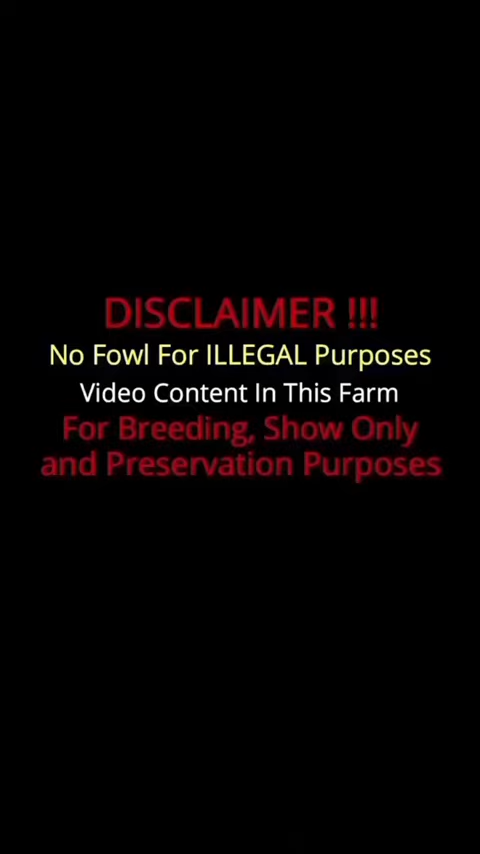 DISCLAIMER !!!
No Fowl For ILLEGAL Purposes
Video Content In This Farm
For Breeding, Show Only
and Preservation Purposes